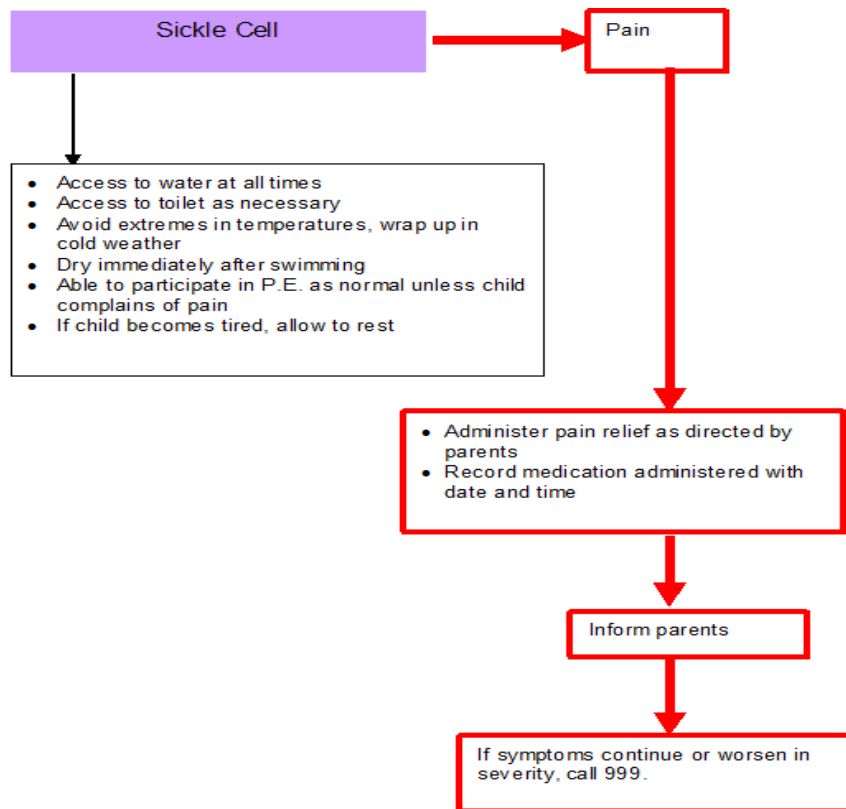 Sickle Cell
Pain
• Access to water at all times
• Access to toilet as necessary
• Avoid extremes in temperatures, wrap up in
cold weather
• Dry immediately after swimming
• Able to participate in P.E. as normal unless child
complains of pain
• If child becomes tired, allow to rest
• Administer pain relief as directed by
parents
• Record medication administered with
date and time
Inform parents
If symptoms continue or worsen in
severity, call 999.